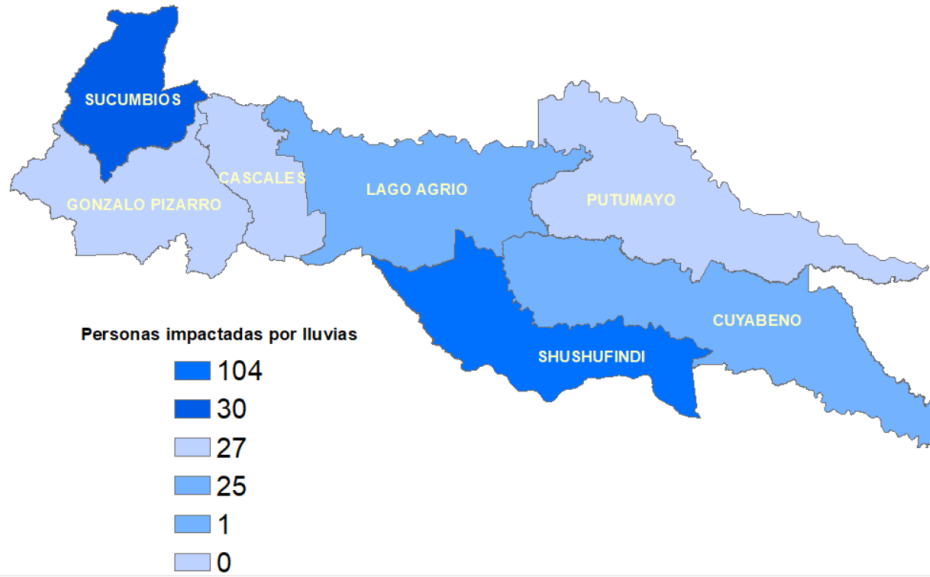 SUCUMBIOS
CASCALES
LAGO AGRIO
PUTUMAYO
GONZALO PIZARRO
CUYABENO
SHUSHUFINDI
Personas impactadas por lluvias
104
30
27
25
1
0